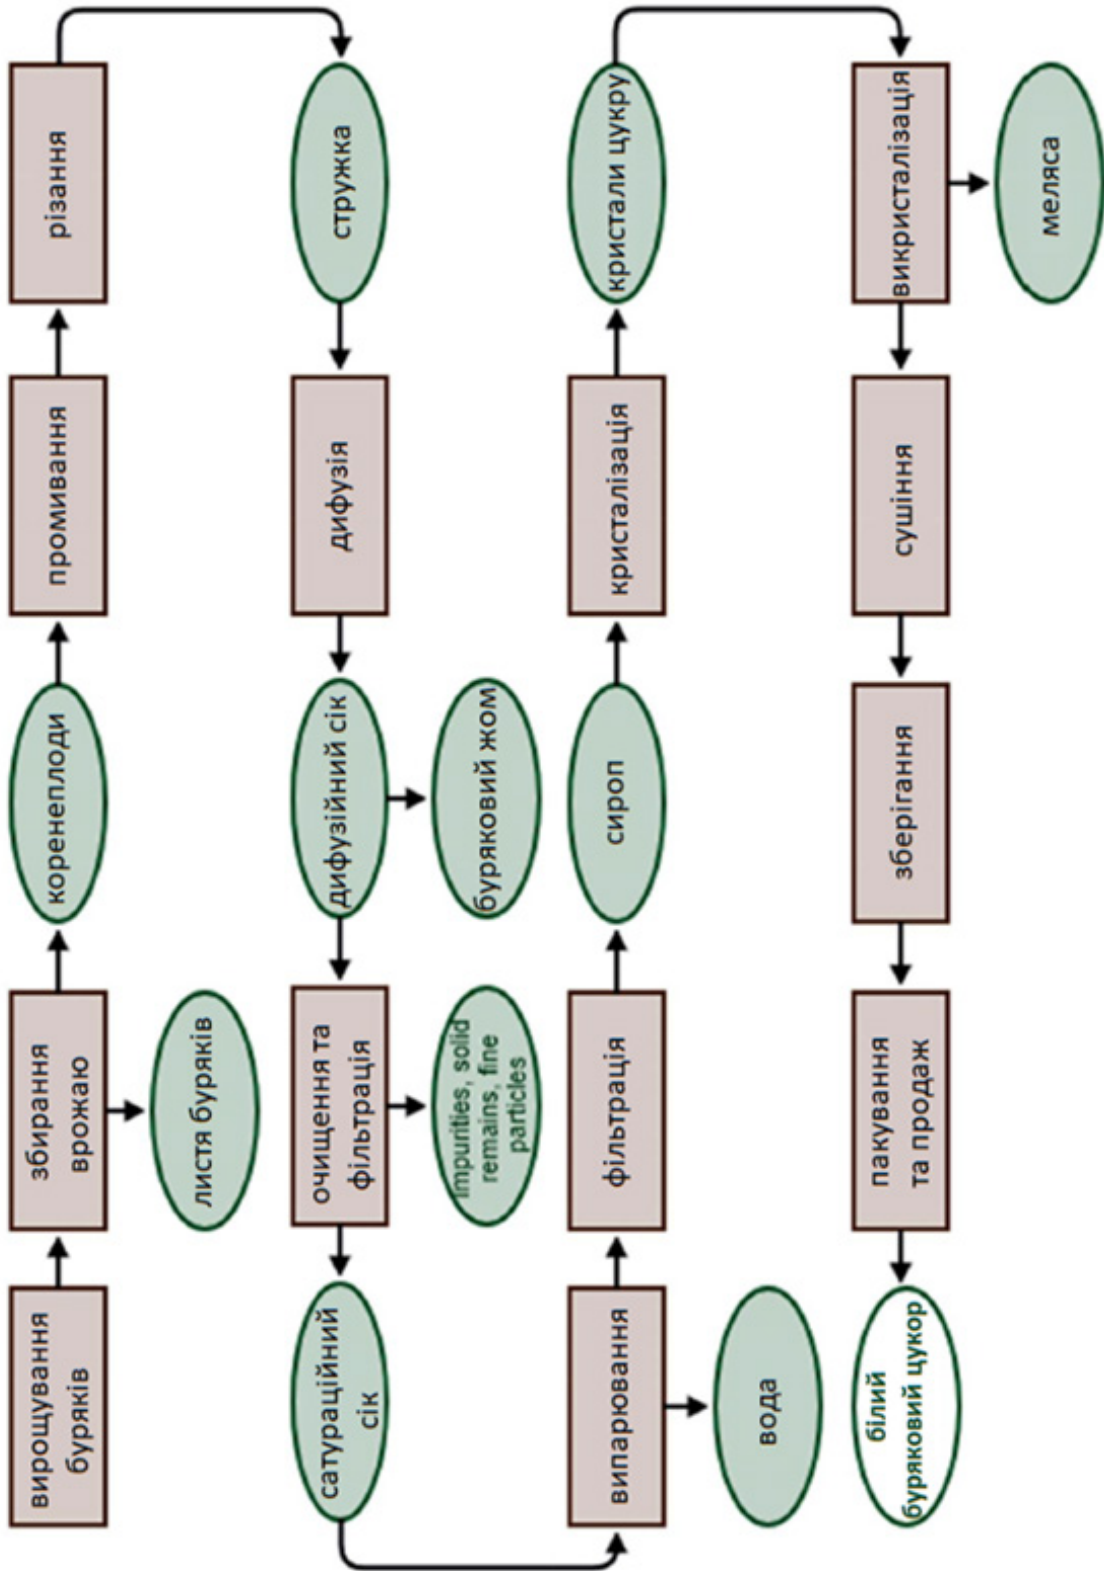 вирощування
буряків
збирання
врожаю
коренеплоди
промивання
різання
листя буряків
сатураційний
сік
очищення та
фільтрація
дифузійний сік
дифузія
стружка
impurities, solid
remains, fine
particles
буряковий жом
випарювання
фільтрація
сироп
кристалізація
кристали цукру
вода
білий
буряковий цукор
пакування
та продаж
зберігання
сушіння
викристалізація
меляса